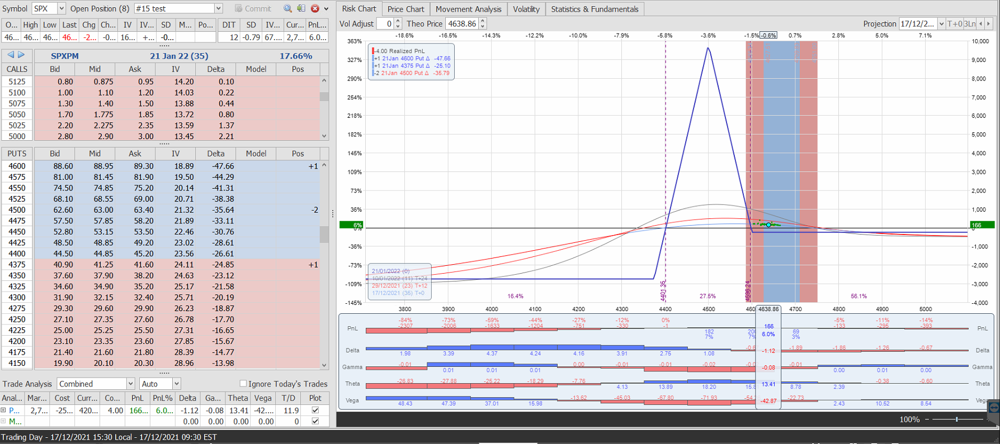 Symbol SPX Open Position (8) #15 test Commit
O... High Low Last Chg Ch... IV IV... SD M... Po... DIT SD IV... Cur... PnL...
46... 46... 46... 46... -2... -0... 16... +... -0... 12 -0.79 67.... 2,7... 6.0...
SPXPM 21 Jan 22 (35) 17.66%
CALLS Bid Mid Ask IV Delta Model Pos
5125 0.80 0.875 0.95 14.20 0.10
5100 1.00 1.10 1.20 14.03 0.22
5075 1.30 1.40 1.50 13.88 0.44
5050 1.70 1.775 1.85 13.72 0.80
5025 2.20 2.275 2.35 13.59 1.37
5000 2.80 2.90 3.00 13.45 2.21
PUTS Bid Mid Ask IV Delta Model Pos
4600 88.60 88.95 89.30 18.89 -47.66 +1
4575 81.00 81.45 81.90 19.50 -44.29
4550 74.50 74.85 75.20 20.14 -41.31
4525 68.10 68.55 69.00 20.71 -38.38
4500 62.60 63.00 63.40 21.32 -35.64 -2
4475 57.50 57.85 58.20 21.89 -33.11
4450 52.80 53.15 53.50 22.46 -30.76
4425 48.50 48.85 49.20 23.02 -28.61
4400 44.50 44.85 45.20 23.56 -26.61
4375 40.90 41.25 41.60 24.11 -24.85 +1
4350 37.60 37.90 38.20 24.63 -23.12
4325 34.60 34.90 35.20 25.17 -21.58
4300 31.90 32.15 32.40 25.71 -20.19
4275 29.30 29.60 29.90 26.23 -18.87
4250 27.10 27.35 27.60 26.78 -17.70
4225 25.00 25.25 25.50 27.31 -16.65
4200 23.10 23.35 23.60 27.85 -15.67
4175 21.40 21.60 21.80 28.39 -14.77
4150 19.90 20.10 20.30 28.96 -13.98
Trade Analysis Combined Auto Ignore Today's Trades
Anal... Mar... Cost Curr... Co... PnL PnL% Delta Ga... Theta Vega T/D Plot
P... 2,7... -25... 420... 4.00 166... 6.0... -1.12 -0.08 13.41 -42.... 11.9
M... 0.00 0.00 0.00 0.00 0
Risk Chart Price Chart Movement Analysis Volatility Statistics & Fundamentals
Vol Adjust 0 Theo Price 4638.86 Projection 17/12/2... T+0 3Ln
-18.6% -16.5% -14.3% -12.2% -10.0% -7.9% -5.8% -3.6% -1.5% -0.6% 0.7% 2.8% 5.0% 7.1%
363% 10,000
327% 9,000
290% 8,000
254% 7,000
218% 6,000
182% 5,000
145% 4,000
109% 3,000
73% 2,000
36% 1,000
6% 166
0% 0
-36% -1,000
-73% -2,000
-109% -3,000
-145% -4,000
-4.00 Realized PnL
+1 21Jan 4600 Put Δ -47.66
+1 21Jan 4375 Put Δ -25.10
-2 21Jan 4500 Put Δ -35.79
21/01/2022 (0)
10/01/2022 (11) T+24
29/12/2021 (23) T+12
17/12/2021 (35) T+0
4401.35
4596.24
16.4% 27.5% 56.1%
3800 3900 4000 4100 4200 4300 4400 4500 4600 4638.86 4700 4800 4900 5000
-84% -73% -59% -44% -27% -12% 0% -5% -11% -14%
PnL -2307 -2006 -1633 -1204 -751 -330 -1 166 -133 -295 -393 PnL
182 200 69
7% 7% 6.0% 3%
Delta 1.98 3.39 4.37 4.24 4.16 3.91 2.75 1.08 -1.12 -1.89 -1.86 -1.26 -0.67 Delta
Gamma -0.01 0.01 0.01 0.01 0.00 -0.01 -0.01 -0.02 -0.08 -0.01 0.00 0.01 0.00 Gamma
Theta -26.83 -27.88 -25.22 -18.29 -7.76 4.13 13.89 18.20 15.8 13.41 8.78 2.39 -0.38 -0.60 Theta
Vega 48.43 47.39 37.01 15.98 -13.62 -45.03 -67.80 -71.93 -54. -42.87 -22.73 2.43 10.52 8.54 Vega
100%
Trading Day - 17/12/2021 15:30 Local - 17/12/2021 09:30 EST